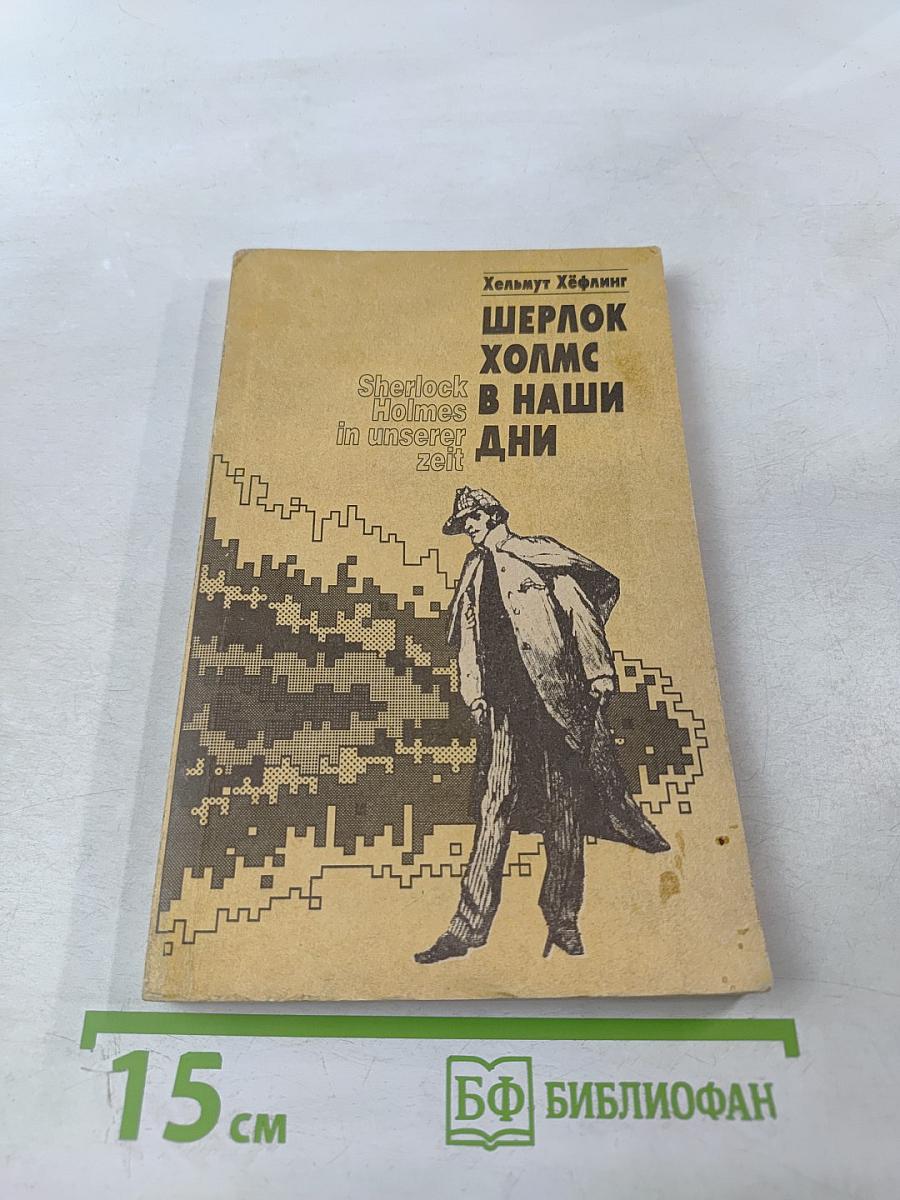 Хельмут Хёфлинг
ШЕРЛОК
ХОЛМС
В НАШИ
ДНИ
Sherlock
Holmes
in unserer
zeit
15 см
БФ БИБЛИОФАН